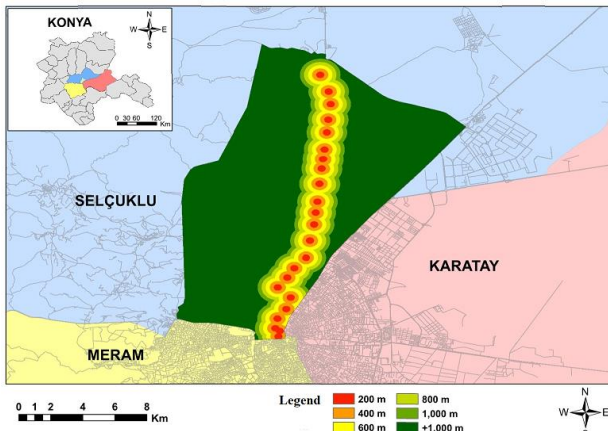 KONYA
N
W E
S
0 30 60 120
Km
SELÇUKLU
KARATAY
MERAM
Legend
200 m
400 m
600 m
800 m
1,000 m
+1,000 m
0 1 2 4 6 8
Km
N
W E